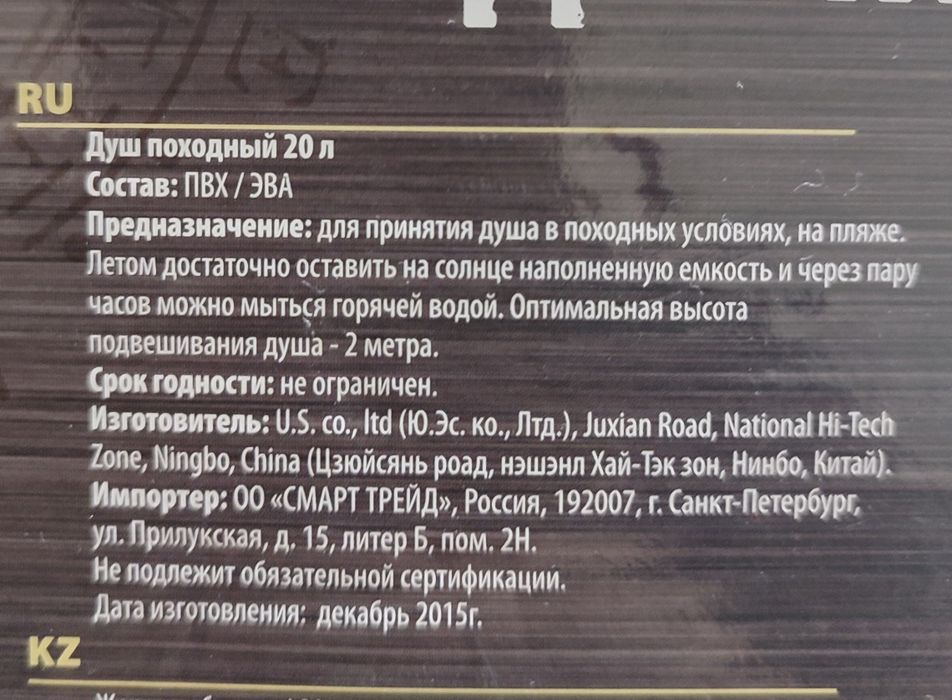 RU
Душ походный 20 л
Состав: ПВХ / ЭВА
Предназначение: для принятия душа в походных условиях, на пляже.
Летом достаточно оставить на солнце наполненную емкость и через пару
часов можно мыться горячей водой. Оптимальная высота
подвешивания душа - 2 метра.
Срок годности: не ограничен.
Изготовитель: U.S. co., ltd (Ю.Эс. ко., Лтд.), Juxian Road, National Hi-Tech
Zone, Ningbo, China (Цзюйсянь роад, нэшэнл Хай-Тэк зон, Нинбо, Китай).
Импортер: ОО «СМАРТ ТРЕЙД», Россия, 192007, г. Санкт-Петербург,
ул. Прилукская, д. 15, литер Б, пом. 2Н.
Не подлежит обязательной сертификации.
Дата изготовления: декабрь 2015г.
KZ